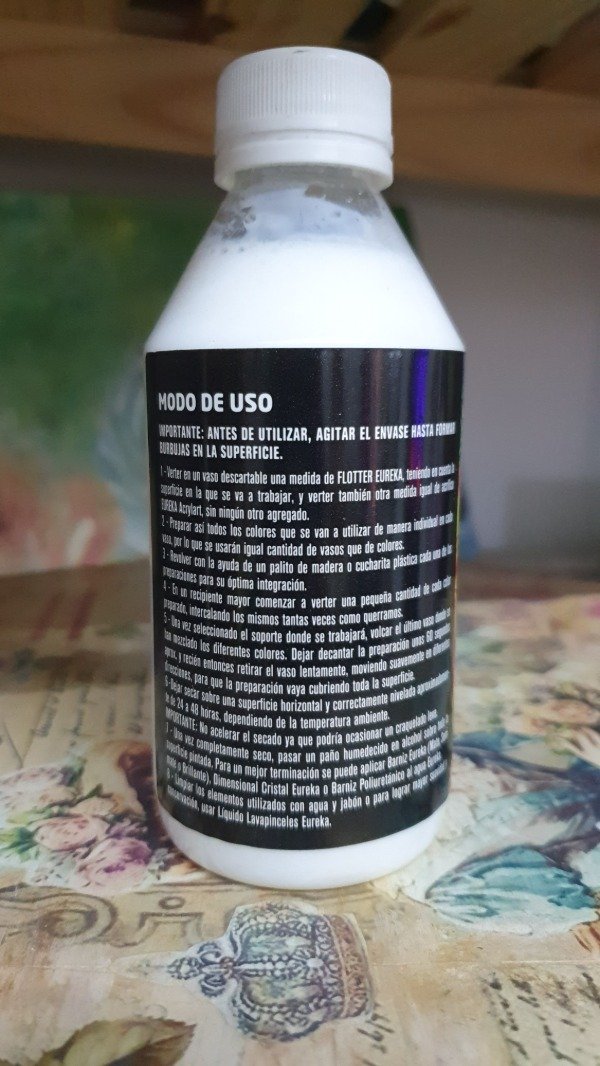 MODO DE USO
IMPORTANTE: ANTES DE UTILIZAR, AGITAR EL ENVASE HASTA FORMAR
BURBUJAS EN LA SUPERFICIE.
1 - Verter en un vaso descartable una medida de FLOTTER EUREKA, teniendo en cuenta la
superficie en la que se va a trabajar, y verter también otra medida igual de acrílico
EUREKA Acrylart, sin ningún otro agregado.
2 - Preparar así todos los colores que se van a utilizar de manera individual en cada
vaso, por lo que se usarán igual cantidad de vasos que de colores.
3 - Revolver con la ayuda de un palito de madera o cucharita plástica cada una de las
preparaciones para su óptima integración.
4 - En un recipiente mayor comenzar a verter una pequeña cantidad de cada color
preparado, intercalando los mismos tantas veces como querramos.
5 - Una vez seleccionado el soporte donde se trabajará, volcar el último vaso donde se
han mezclado los diferentes colores. Dejar decantar la preparación unos 60 segundos
aprox. y recién entonces retirar el vaso lentamente, moviendo suavemente en diferentes
direcciones, para que la preparación vaya cubriendo toda la superficie.
6 - Dejar secar sobre una superficie horizontal y correctamente nivelada aproximadamente
de 24 a 48 horas, dependiendo de la temperatura ambiente.
IMPORTANTE: No acelerar el secado ya que podría ocasionar un craquelado leve.
7 - Una vez completamente seco, pasar un paño humedecido en alcohol sobre toda la
superficie pintada. Para un mejor terminación se puede aplicar Barniz Eureka (Mate,
o Brillante), Dimensional Cristal Eureka o Barniz Poliuretánico al agua Eureka.
8 - Limpiar los elementos utilizados con agua y jabón o para lograr mayor
conservación, usar Líquido Lavapinceles Eureka.